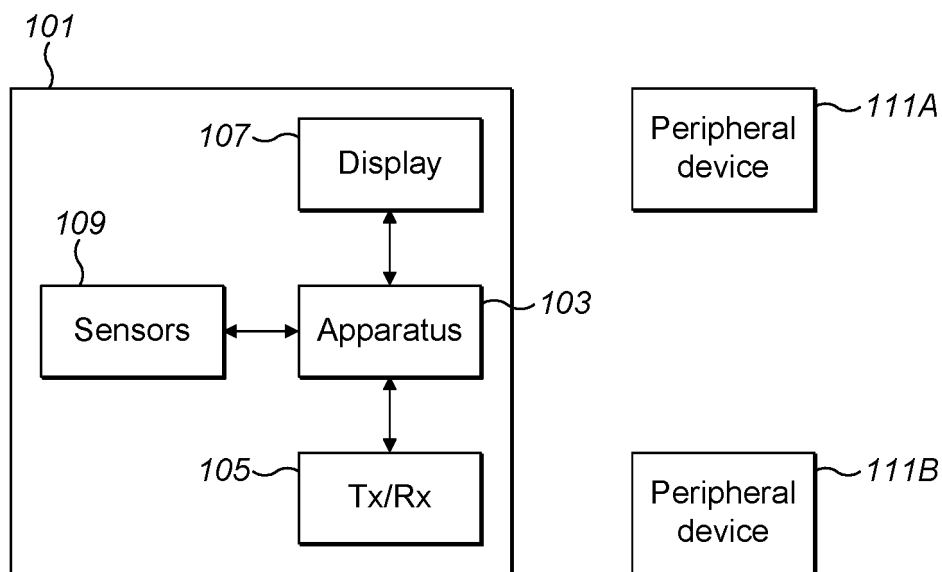 101
107
Display
Peripheral
device
111A
109
Sensors
Apparatus
103
105
Tx/Rx
Peripheral
device
111B